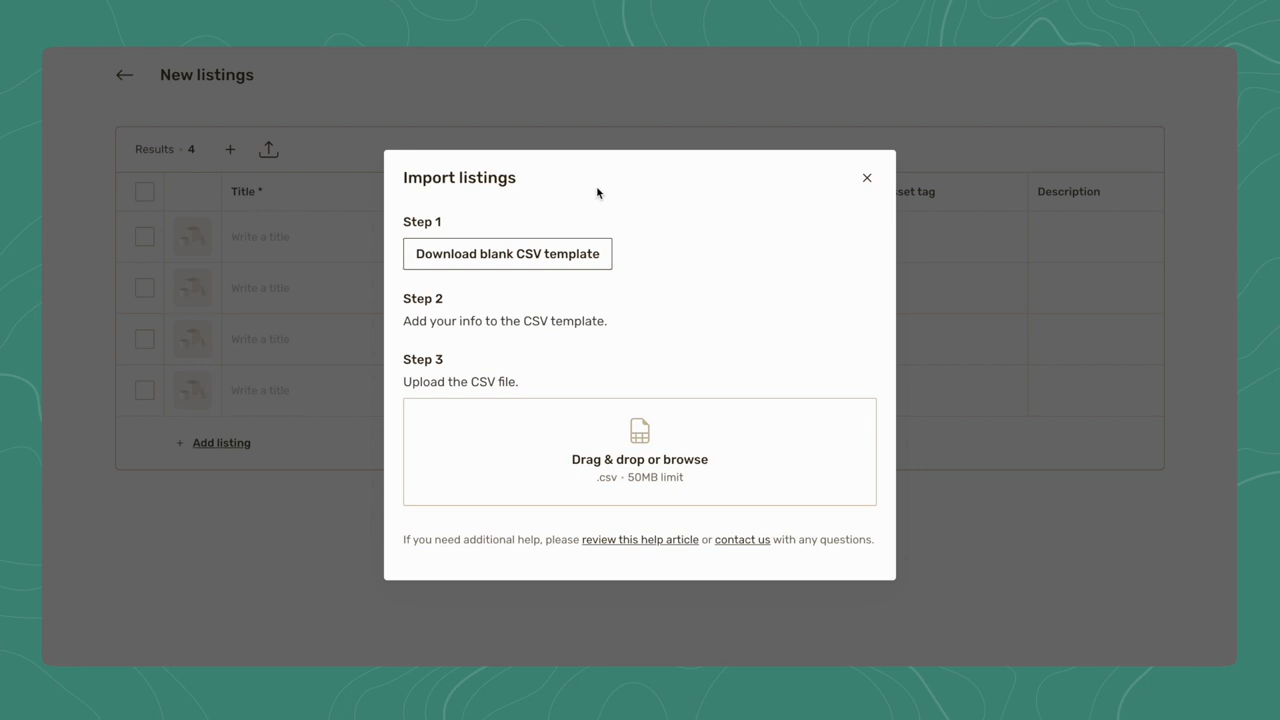 New listings
Results · 4
Title *
set tag
Description
Write a title
Write a title
Write a title
Write a title
+ Add listing
Import listings
Step 1
Download blank CSV template
Step 2
Add your info to the CSV template.
Step 3
Upload the CSV file.
Drag & drop or browse
.csv · 50MB limit
If you need additional help, please review this help article or contact us with any questions.